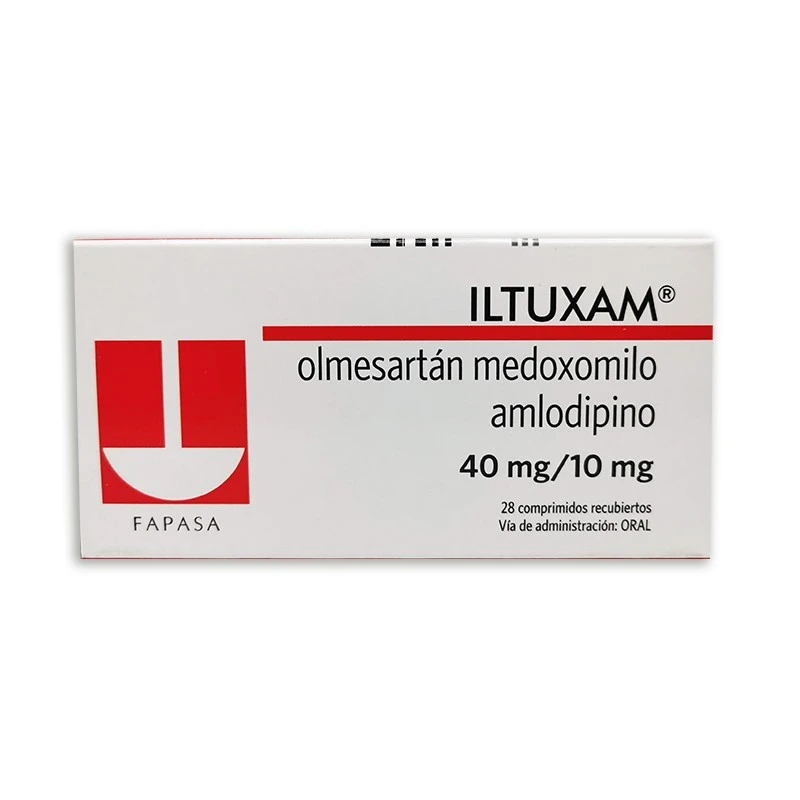 ILTUXAM®
olmesartán medoxomilo
amlodipino
40 mg/10 mg
28 comprimidos recubiertos
Vía de administración: ORAL
FAPASA